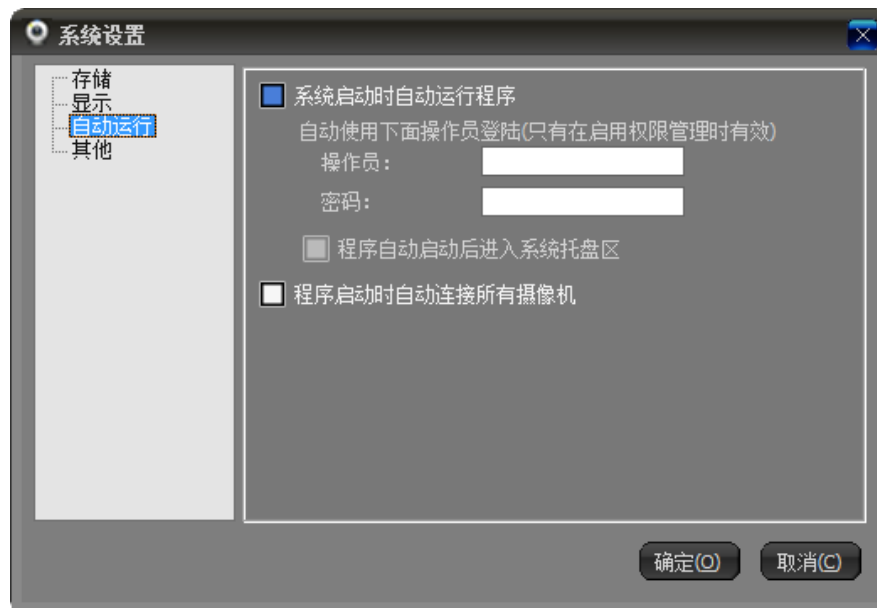 系统设置
存储
显示
自动运行
其他
系统启动时自动运行程序
自动使用下面操作员登陆(只有在启用权限管理时有效)
操作员:
密码:
程序自动启动后进入系统托盘区
程序启动时自动连接所有摄像机
确定(O) 取消(C)